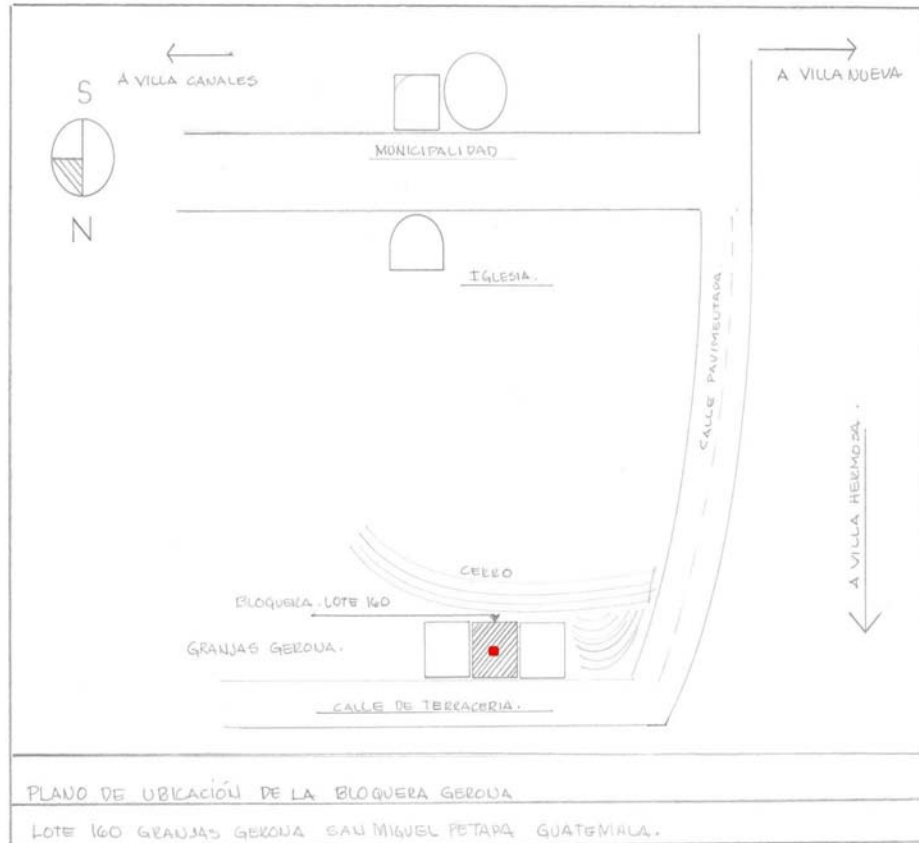 A VILLA CANALES
A VILLA NUEVA
S
N
MUNICIPALIDAD
IGLESIA.
CALLE PAVIMENTADA
A VILLA HERMOSA.
CERRO
BLOQUERA. LOTE 160
GRANJAS GERONA.
CALLE DE TERRACERIA.
PLANO DE UBICACIÓN DE LA BLOQUERA GERONA
LOTE 160 GRANJAS GERONA SAN MIGUEL PETAPA GUATEMALA.